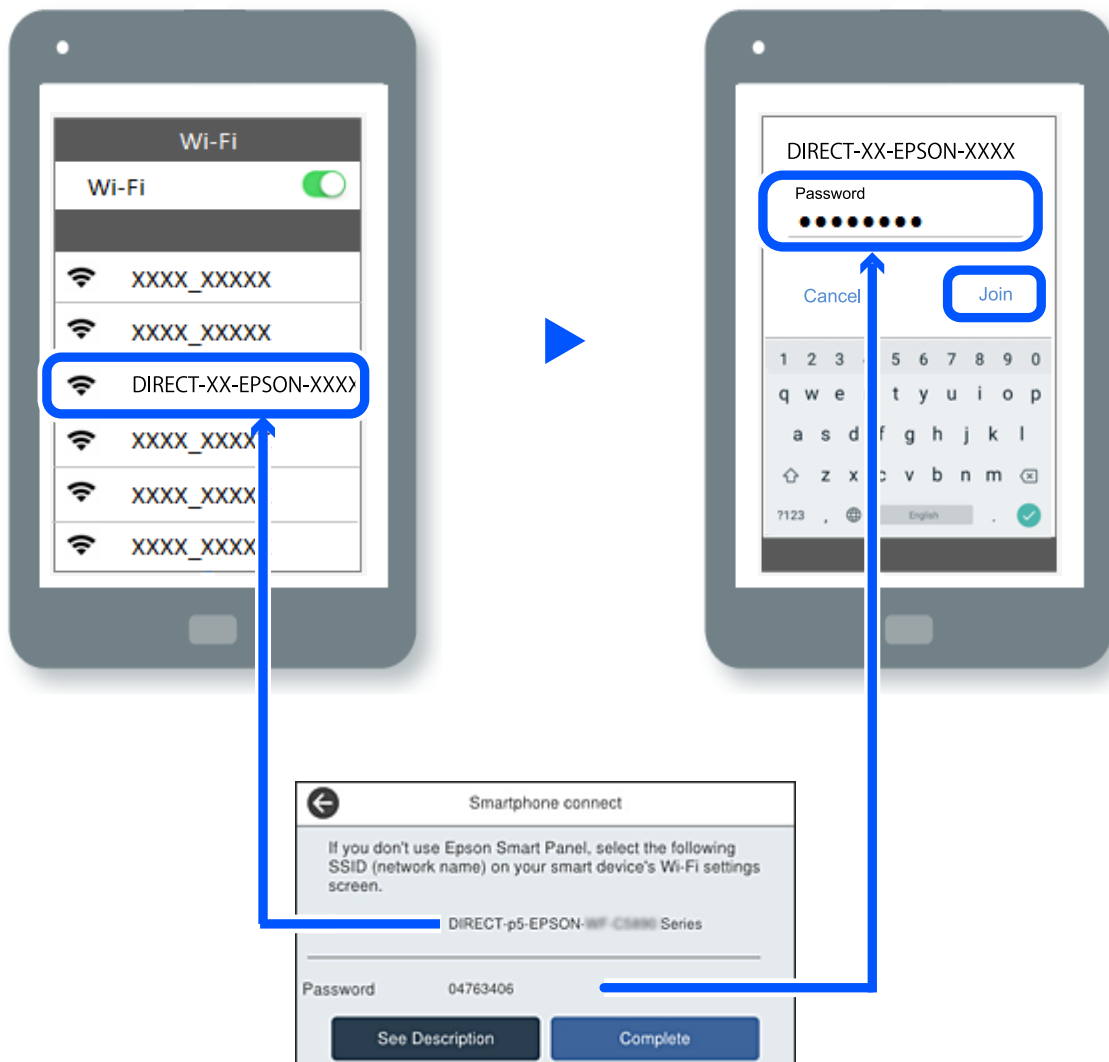 Wi-Fi
Wi-Fi
XXXX_XXXXX
XXXX_XXXXX
DIRECT-XX-EPSON-XXXX
XXXX_XXXX
XXXX_XXXX
XXXX_XXXX
DIRECT-XX-EPSON-XXXX
Password
••••••••
Cancel
Join
1 2 3 5 6 7 8 9 0
q w e t y u i o p
a s d f g h j k l
z x c v b n m
?123 , English .
Smartphone connect
If you don't use Epson Smart Panel, select the following
SSID (network name) on your smart device's Wi-Fi settings
screen.
DIRECT-p5-EPSON- Series
Password 04763406
See Description
Complete